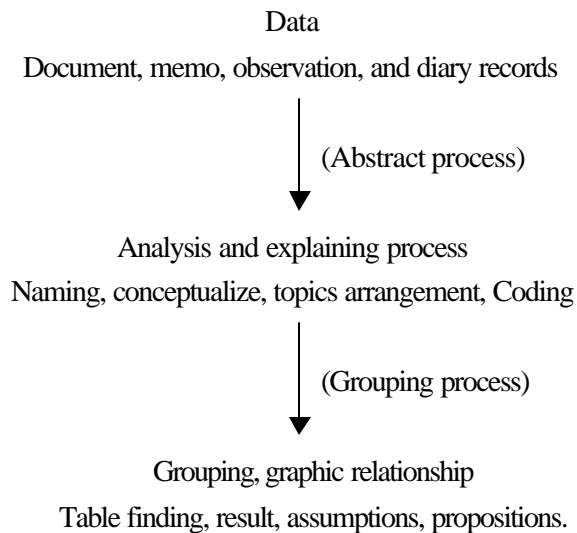 Data
Document, memo, observation, and diary records
(Abstract process)
Analysis and explaining process
Naming, conceptualize, topics arrangement, Coding
(Grouping process)
Grouping, graphic relationship
Table finding, result, assumptions, propositions.